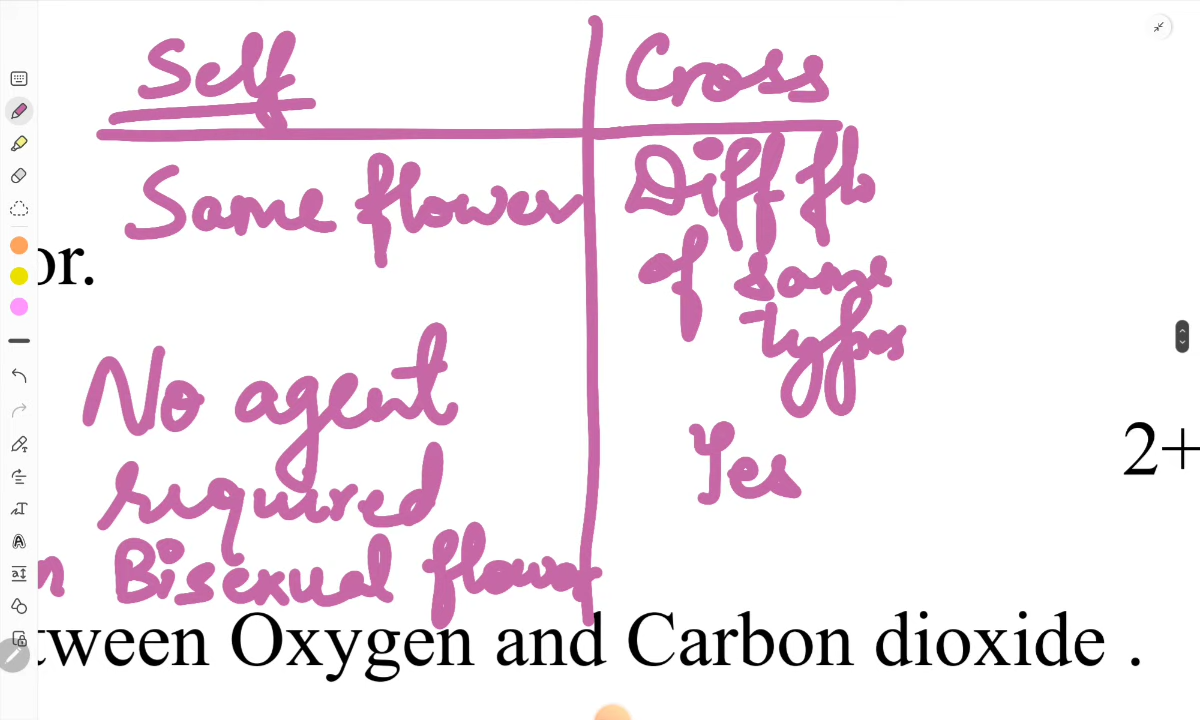 Self Cross
Same flower Diff flo
of same
or.
types
No agent
2+
Yes
required
n Bisexual flower
tween Oxygen and Carbon dioxide .